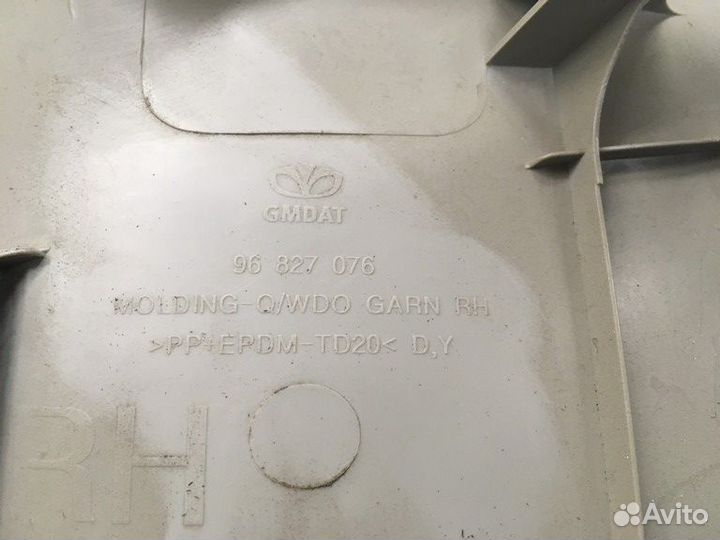 GMDAT
96 827 076
MOLDING-Q/WDO GARN RH
>PP+EPDM-TD20< D,Y
RH
Avito